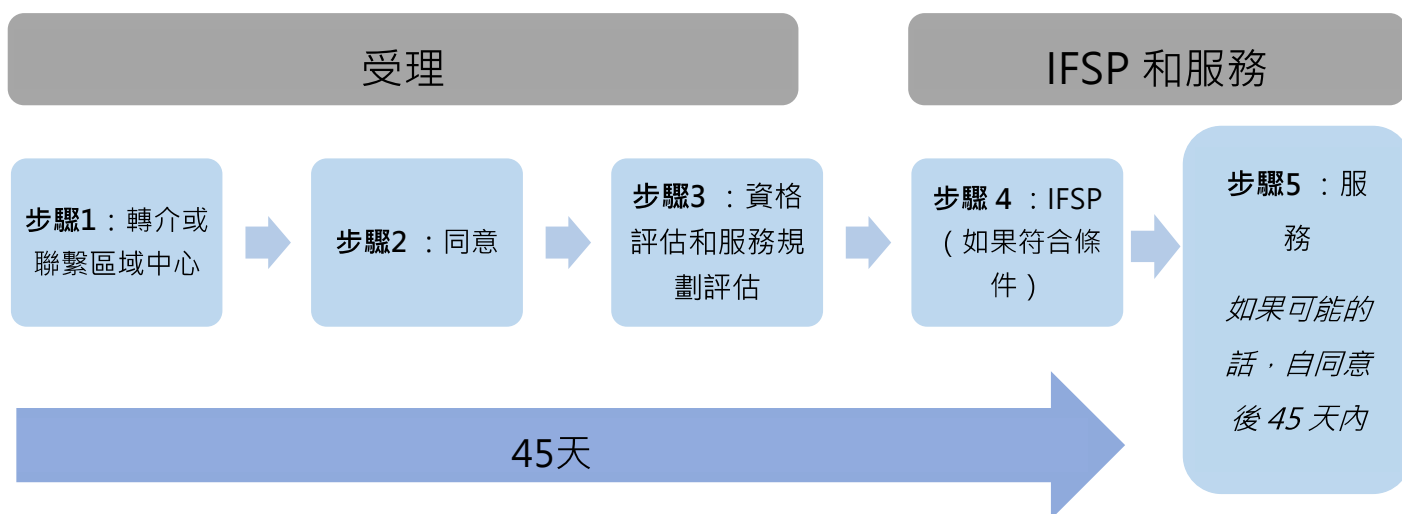 受理
IFSP 和服務
步驟1：轉介或
聯繫區域中心
步驟2 ：同意
步驟3 ：資格
評估和服務規
劃評估
步驟 4 ：IFSP
（如果符合條
件）
步驟5 ：服
務
如果可能的
話，自同意
後 45 天內
45天